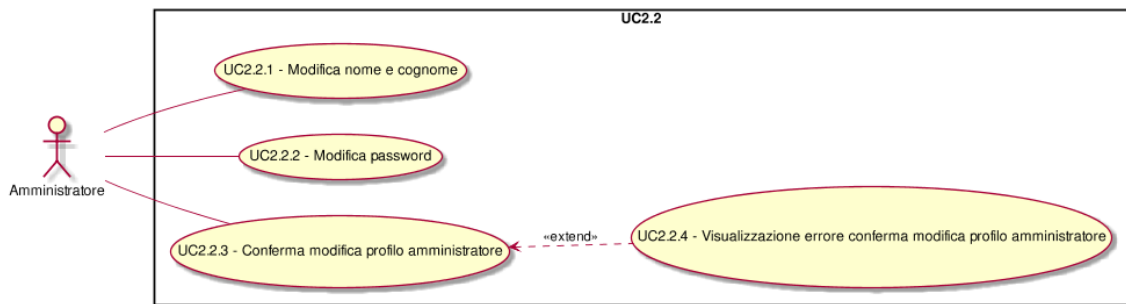 UC2.2
UC2.2.1 - Modifica nome e cognome
UC2.2.2 - Modifica password
Amministratore
«extend»
UC2.2.3 - Conferma modifica profilo amministratore
UC2.2.4 - Visualizzazione errore conferma modifica profilo amministratore